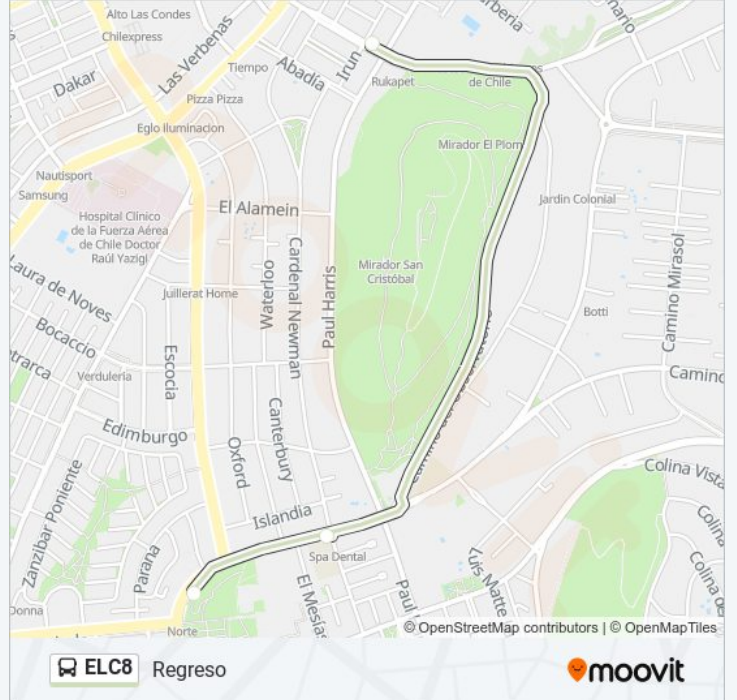 Alto Las Condes
Chilexpress
Las Verbenas
Dakar
Tiempo
Abadía
Irun
Rukapet
de Chile
Pizza Pizza
Eglo Iluminacion
Mirador El Plom
Nautisport
Samsung
Jardin Colonial
El Alamein
Hospital Clínico
de la Fuerza Aérea
de Chile Doctor
Raúl Yazigi
Laura de Noves
Waterloo
Cardenal Newman
Paul Harris
Mirador San
Cristóbal
Camino Mirasol
Juillerat Home
Botti
Bocaccio
Escocia
Verdulería
Edimburgo
Oxford
Canterbury
Zanzibar Poniente
Islandia
Colina Vista
Parana
Spa Dental
El Mesías
Luis Matte
Paul
Colina
Colina de
Donna
Norte
© OpenStreetMap contributors | © OpenMapTiles
ELC8 Regreso
moovit